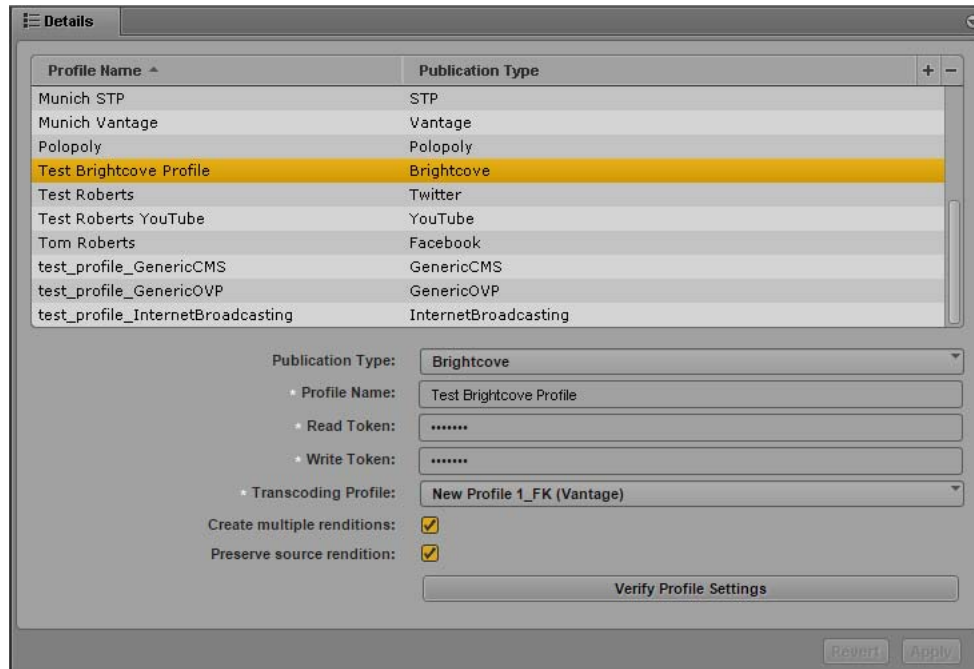 Details
Profile Name Publication Type + −
Munich STP STP
Munich Vantage Vantage
Polopoly Polopoly
Test Brightcove Profile Brightcove
Test Roberts Twitter
Test Roberts YouTube YouTube
Tom Roberts Facebook
test_profile_GenericCMS GenericCMS
test_profile_GenericOVP GenericOVP
test_profile_InternetBroadcasting InternetBroadcasting
Publication Type: Brightcove
* Profile Name: Test Brightcove Profile
* Read Token: •••••••
* Write Token: •••••••
* Transcoding Profile: New Profile 1_FK (Vantage)
Create multiple renditions:
Preserve source rendition:
Verify Profile Settings
Revert Apply